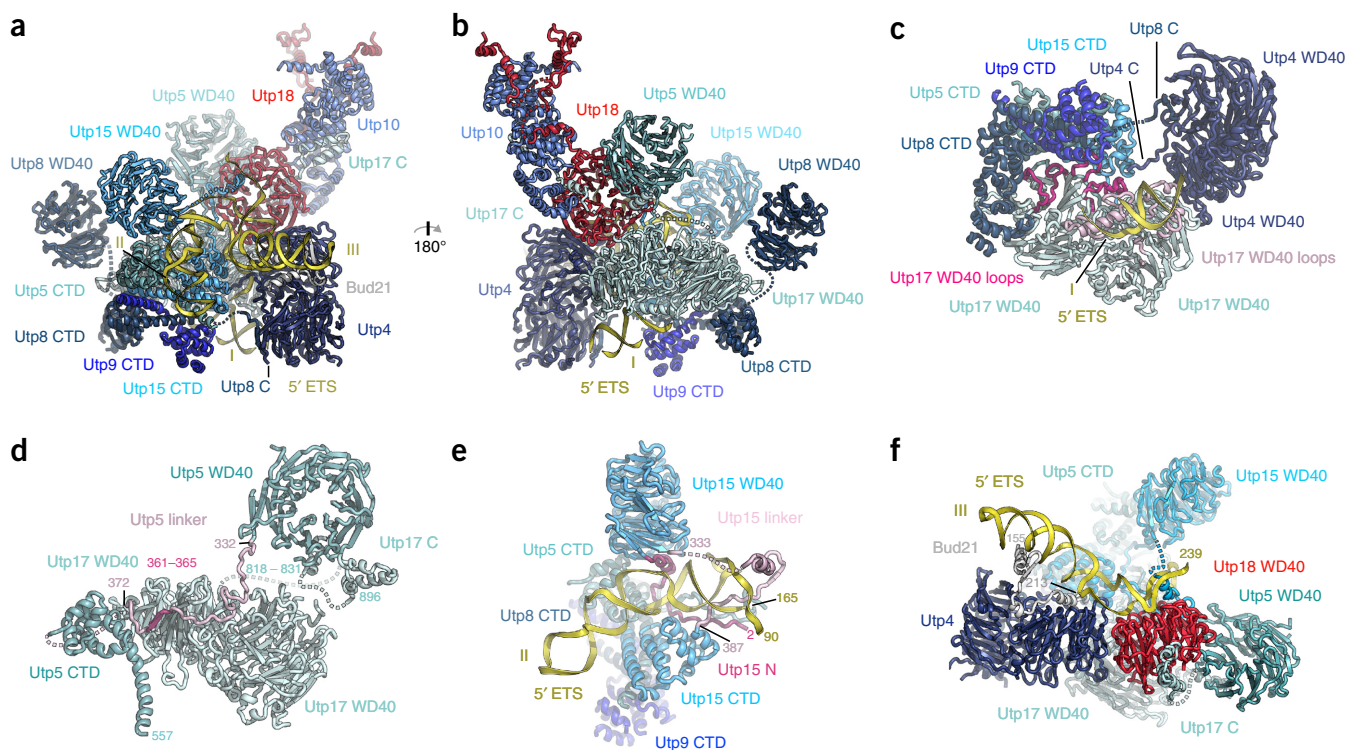 a
Utp5 WD40
Utp18
Utp15 WD40
Utp10
Utp8 WD40
Utp17 C
II
III
Utp5 CTD
Bud21
Utp8 CTD
Utp4
Utp9 CTD
I
Utp15 CTD
Utp8 C
5′ ETS
180°
b
Utp5 WD40
Utp18
Utp10
Utp15 WD40
Utp8 WD40
Utp17 C
Utp4
Utp17 WD40
I
Utp8 CTD
5′ ETS
Utp9 CTD
c
Utp8 C
Utp15 CTD
Utp4 WD40
Utp9 CTD
Utp4 C
Utp5 CTD
Utp8 CTD
Utp4 WD40
Utp17 WD40 loops
Utp17 WD40 loops
I
Utp17 WD40
Utp17 WD40
5′ ETS
d
Utp5 WD40
Utp5 linker
332
Utp17 C
Utp17 WD40
361–365
818 – 831
372
896
Utp5 CTD
Utp17 WD40
557
e
Utp15 WD40
Utp15 linker
333
Utp5 CTD
165
Utp8 CTD
2
90
387
II
Utp15 N
5′ ETS
Utp15 CTD
Utp9 CTD
f
Utp5 CTD
Utp15 WD40
5′ ETS
III
155
Bud21
239
213
Utp18 WD40
Utp4
Utp5 WD40
Utp17 WD40
Utp17 C